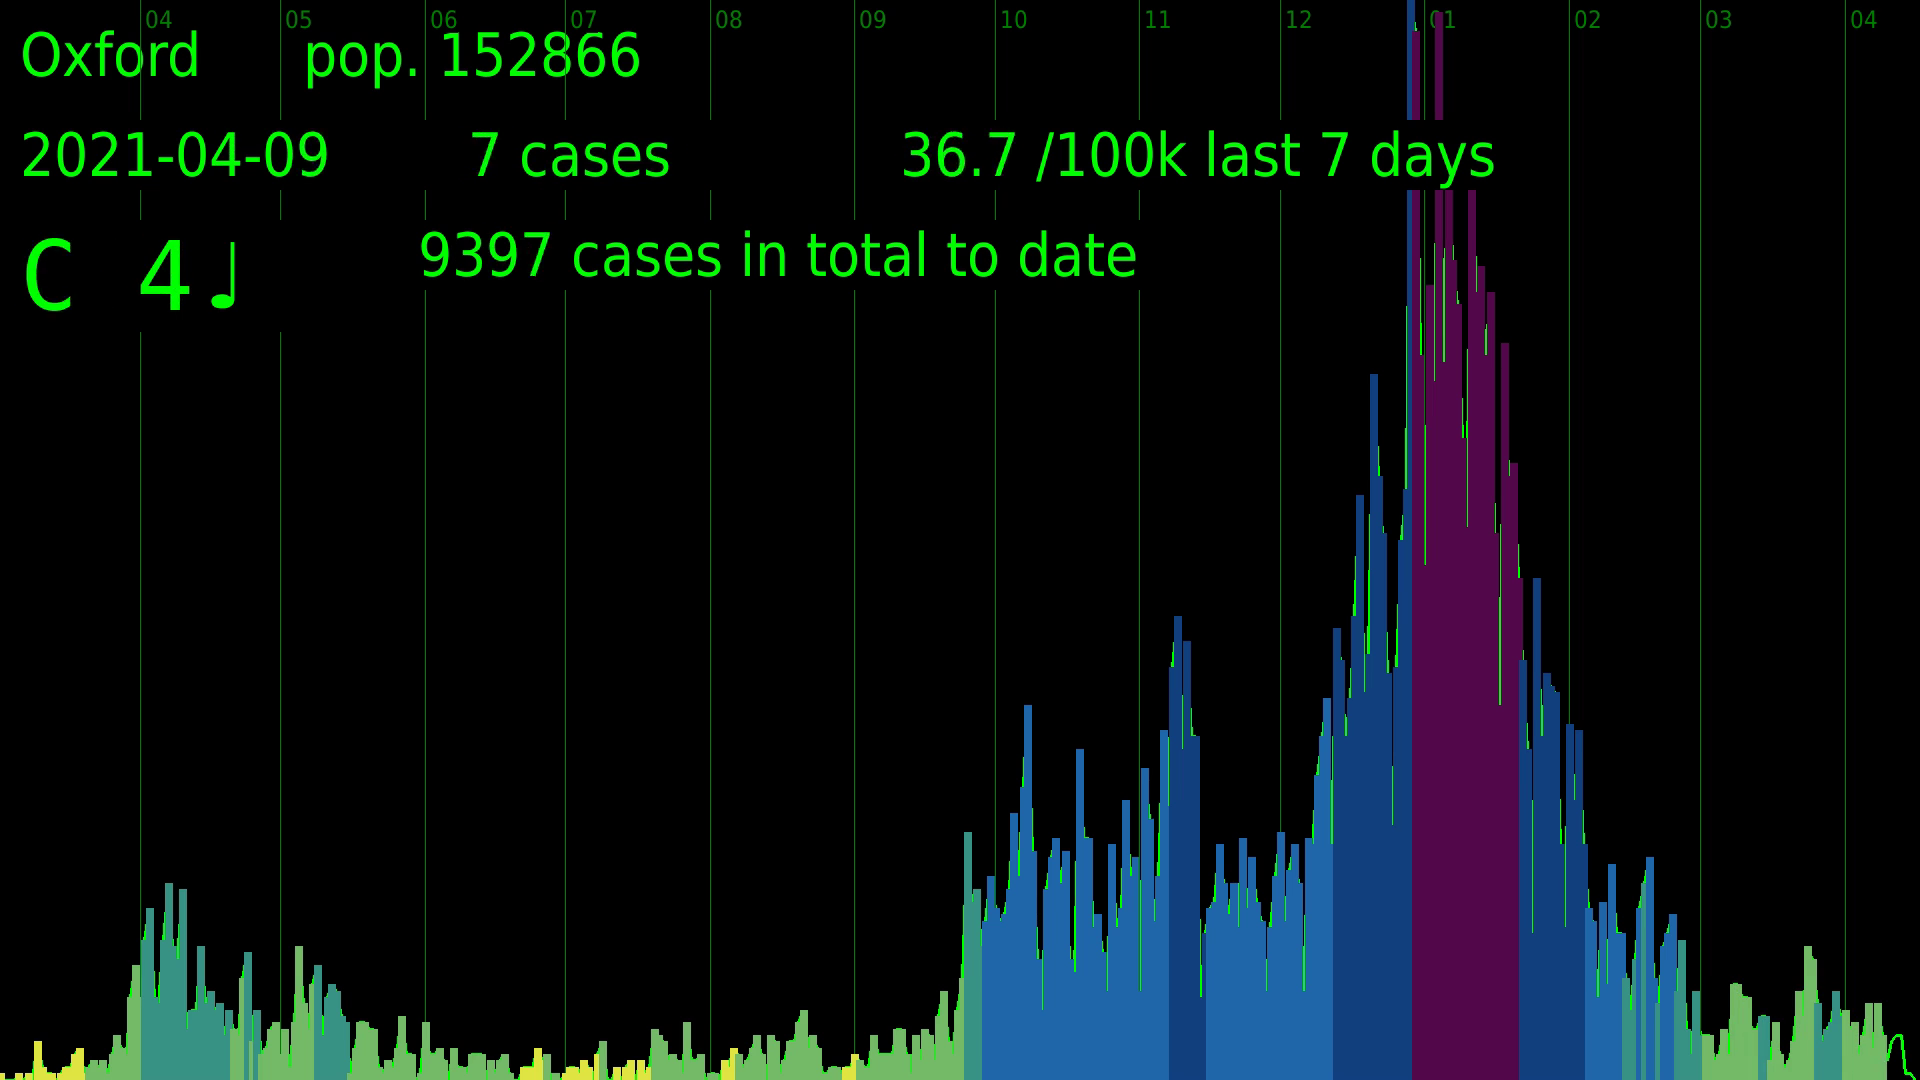 04 05 06 07 08 09 10 11 12 01 02 03 04
Oxford pop. 152866
2021-04-09 7 cases 36.7 /100k last 7 days
C 4♩ 9397 cases in total to date